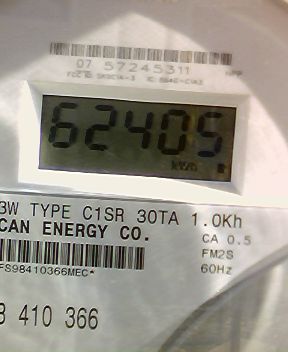 07 57245311
62405
kWh
3W TYPE C1SR 30TA 1.0Kh
CAN ENERGY CO.
CA 0.5
FM2S
60Hz
FS98410366MEC*
8 410 366